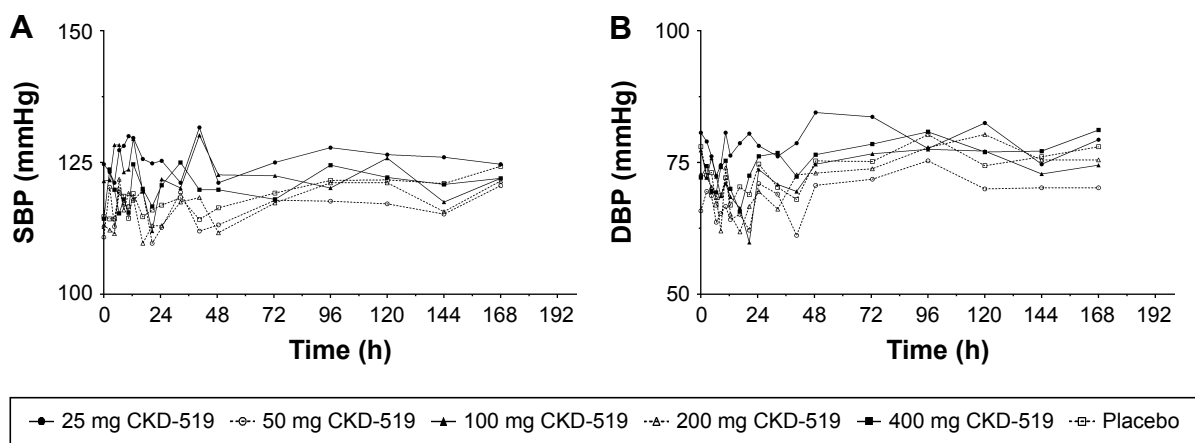 A
SBP (mmHg)
150
125
100
0 24 48 72 96 120 144 168 192
Time (h)
B
DBP (mmHg)
100
75
50
0 24 48 72 96 120 144 168 192
Time (h)
25 mg CKD-519 50 mg CKD-519 100 mg CKD-519 200 mg CKD-519 400 mg CKD-519 Placebo